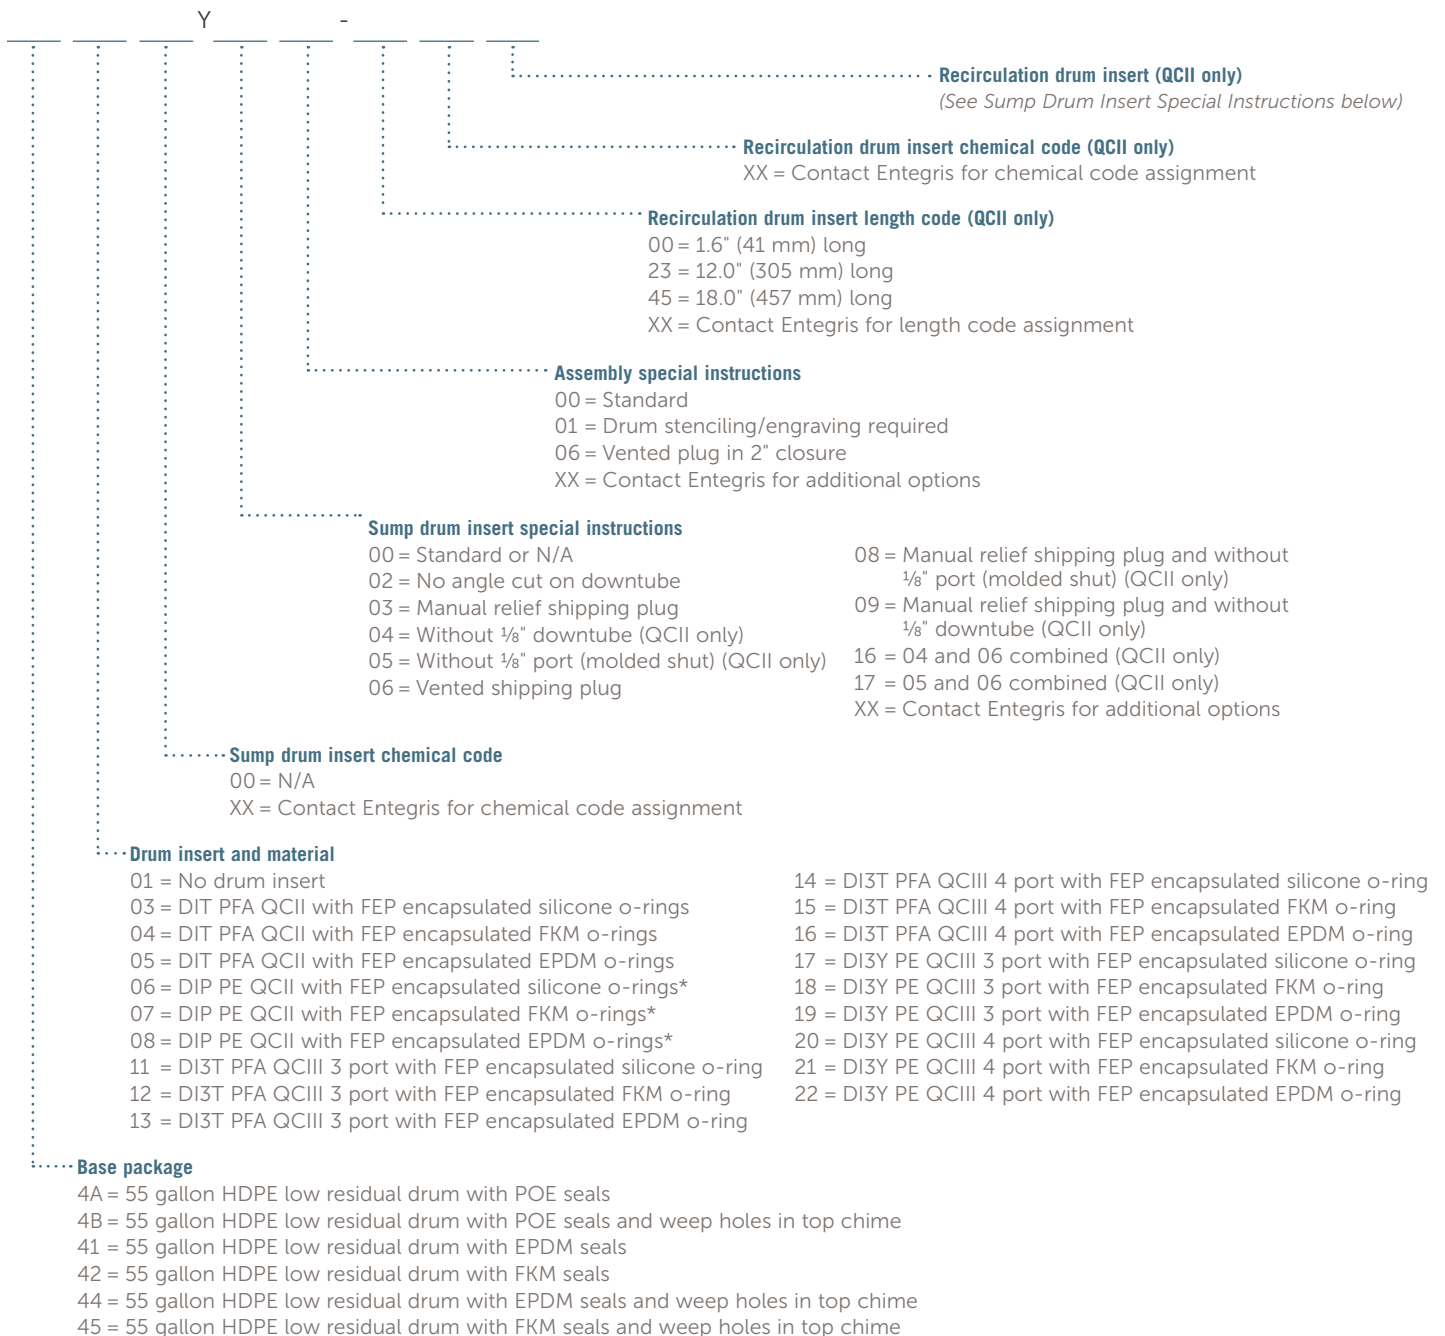 Y -
Recirculation drum insert (QCII only)
(See Sump Drum Insert Special Instructions below)
Recirculation drum insert chemical code (QCII only)
XX = Contact Entegris for chemical code assignment
Recirculation drum insert length code (QCII only)
00 = 1.6" (41 mm) long
23 = 12.0" (305 mm) long
45 = 18.0" (457 mm) long
XX = Contact Entegris for length code assignment
Assembly special instructions
00 = Standard
01 = Drum stenciling/engraving required
06 = Vented plug in 2" closure
XX = Contact Entegris for additional options
Sump drum insert special instructions
00 = Standard or N/A
02 = No angle cut on downtube
03 = Manual relief shipping plug
04 = Without ⅛" downtube (QCII only)
05 = Without ⅛" port (molded shut) (QCII only)
06 = Vented shipping plug
08 = Manual relief shipping plug and without
⅛" port (molded shut) (QCII only)
09 = Manual relief shipping plug and without
⅛" downtube (QCII only)
16 = 04 and 06 combined (QCII only)
17 = 05 and 06 combined (QCII only)
XX = Contact Entegris for additional options
Sump drum insert chemical code
00 = N/A
XX = Contact Entegris for chemical code assignment
Drum insert and material
01 = No drum insert
03 = DIT PFA QCII with FEP encapsulated silicone o-rings
04 = DIT PFA QCII with FEP encapsulated FKM o-rings
05 = DIT PFA QCII with FEP encapsulated EPDM o-rings
06 = DIP PE QCII with FEP encapsulated silicone o-rings*
07 = DIP PE QCII with FEP encapsulated FKM o-rings*
08 = DIP PE QCII with FEP encapsulated EPDM o-rings*
11 = DI3T PFA QCIII 3 port with FEP encapsulated silicone o-ring
12 = DI3T PFA QCIII 3 port with FEP encapsulated FKM o-ring
13 = DI3T PFA QCIII 3 port with FEP encapsulated EPDM o-ring
14 = DI3T PFA QCIII 4 port with FEP encapsulated silicone o-ring
15 = DI3T PFA QCIII 4 port with FEP encapsulated FKM o-ring
16 = DI3T PFA QCIII 4 port with FEP encapsulated EPDM o-ring
17 = DI3Y PE QCIII 3 port with FEP encapsulated silicone o-ring
18 = DI3Y PE QCIII 3 port with FEP encapsulated FKM o-ring
19 = DI3Y PE QCIII 3 port with FEP encapsulated EPDM o-ring
20 = DI3Y PE QCIII 4 port with FEP encapsulated silicone o-ring
21 = DI3Y PE QCIII 4 port with FEP encapsulated FKM o-ring
22 = DI3Y PE QCIII 4 port with FEP encapsulated EPDM o-ring
Base package
4A = 55 gallon HDPE low residual drum with POE seals
4B = 55 gallon HDPE low residual drum with POE seals and weep holes in top chime
41 = 55 gallon HDPE low residual drum with EPDM seals
42 = 55 gallon HDPE low residual drum with FKM seals
44 = 55 gallon HDPE low residual drum with EPDM seals and weep holes in top chime
45 = 55 gallon HDPE low residual drum with FKM seals and weep holes in top chime